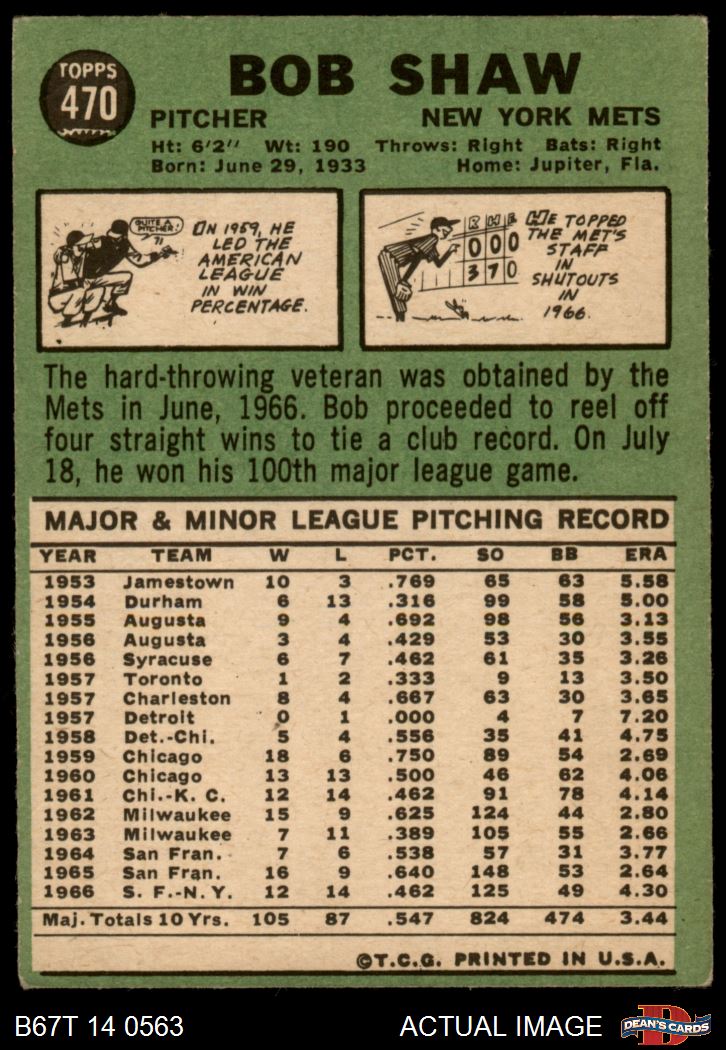 TOPPS
470
BOB SHAW
PITCHER NEW YORK METS
Ht: 6'2" Wt: 190 Throws: Right Bats: Right
Born: June 29, 1933 Home: Jupiter, Fla.
QUITE A
PITCHER!
ON 1959, HE
LED THE
AMERICAN
LEAGUE
IN WIN
PERCENTAGE.
R H E
0 0 0
3 7 0
HE TOPPED
THE MET'S
STAFF
IN
SHUTOUTS
IN
1966.
The hard-throwing veteran was obtained by the
Mets in June, 1966. Bob proceeded to reel off
four straight wins to tie a club record. On July
18, he won his 100th major league game.
MAJOR & MINOR LEAGUE PITCHING RECORD
YEAR TEAM W L PCT. SO BB ERA
1953 Jamestown 10 3 .769 65 63 5.58
1954 Durham 6 13 .316 99 58 5.00
1955 Augusta 9 4 .692 98 56 3.13
1956 Augusta 3 4 .429 53 30 3.55
1956 Syracuse 6 7 .462 61 35 3.26
1957 Toronto 1 2 .333 9 13 3.50
1957 Charleston 8 4 .667 63 30 3.65
1957 Detroit 0 1 .000 4 7 7.20
1958 Det.-Chi. 5 4 .556 35 41 4.75
1959 Chicago 18 6 .750 89 54 2.69
1960 Chicago 13 13 .500 46 62 4.06
1961 Chi.-K. C. 12 14 .462 91 78 4.14
1962 Milwaukee 15 9 .625 124 44 2.80
1963 Milwaukee 7 11 .389 105 55 2.66
1964 San Fran. 7 6 .538 57 31 3.77
1965 San Fran. 16 9 .640 148 53 2.64
1966 S. F.-N. Y. 12 14 .462 125 49 4.30
Maj. Totals 10 Yrs. 105 87 .547 824 474 3.44
©T.C.G. PRINTED IN U.S.A.
B67T 14 0563 ACTUAL IMAGE
D
DEAN'S CARDS